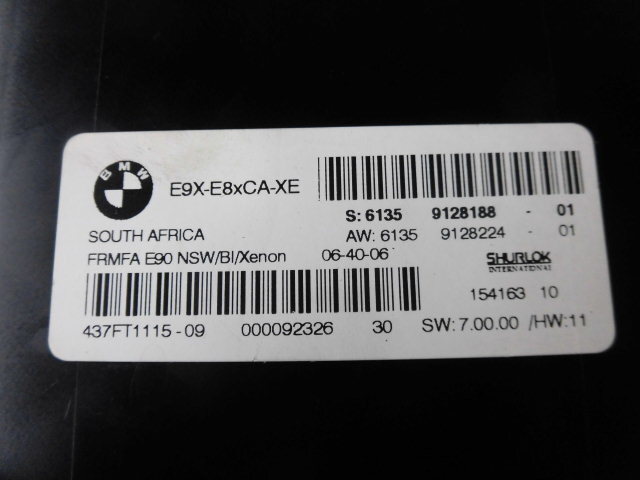 BMW
E9X-E8xCA-XE
S: 6135 9128188 - 01
SOUTH AFRICA AW: 6135 9128224 - 01
FRMFA E90 NSW/BI/Xenon 06-40-06 SHURLOK
INTERNATIONAL
154163 10
437FT1115-09 000092326 30 SW:7.00.00 /HW:11